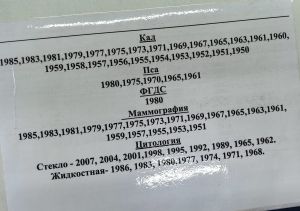 Кал
1985,1983,1981,1979,1977,1975,1973,1971,1969,1967,1965,1963,1961,1960,
1959,1958,1957,1956,1955,1954,1953,1952,1951,1950
Пса
1980,1975,1970,1965,1961
ФГДС
1980
Маммография
1985,1983,1981,1979,1977,1975,1973,1971,1969,1967,1965,1963,1961,
1959,1957,1955,1953,1951
Цитология
Стекло - 2007, 2004, 2001,1998, 1995, 1992, 1989, 1965, 1962.
Жидкостная- 1986, 1983, 1980.1977, 1974, 1971, 1968.